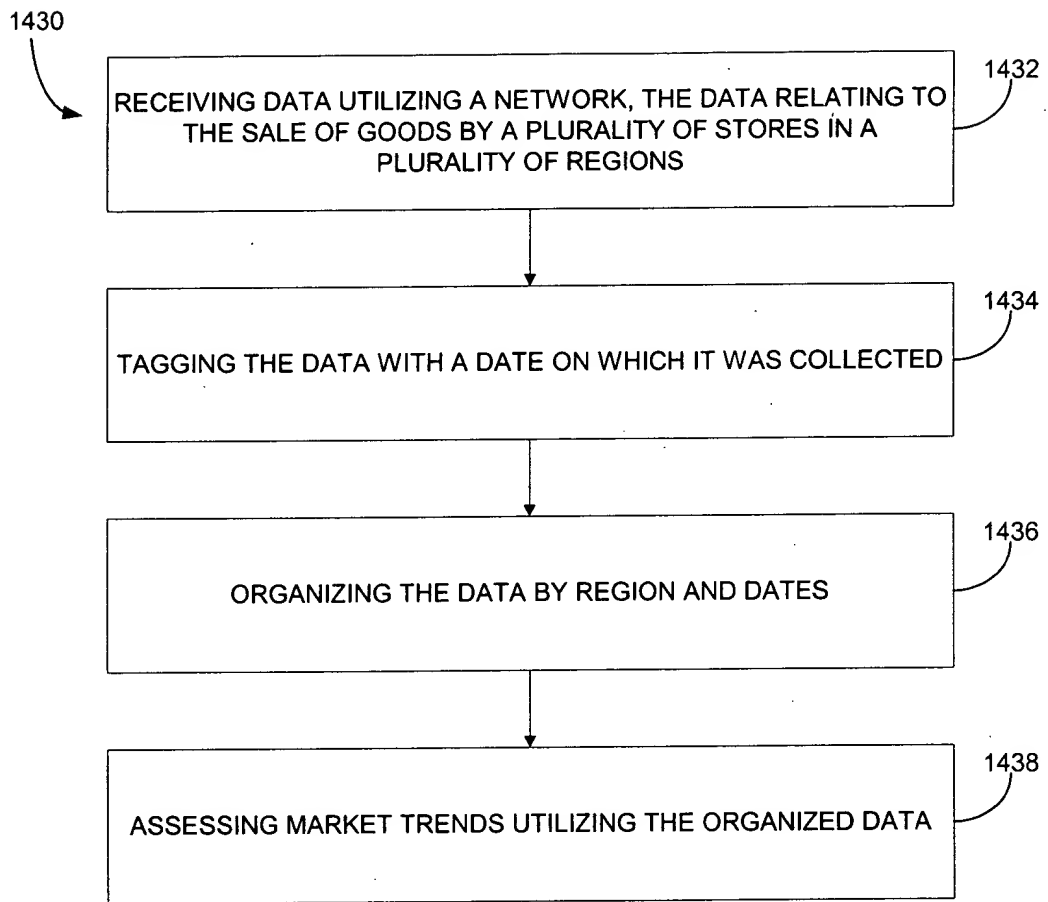 1430
1432
RECEIVING DATA UTILIZING A NETWORK, THE DATA RELATING TO
THE SALE OF GOODS BY A PLURALITY OF STORES IN A
PLURALITY OF REGIONS
1434
TAGGING THE DATA WITH A DATE ON WHICH IT WAS COLLECTED
1436
ORGANIZING THE DATA BY REGION AND DATES
1438
ASSESSING MARKET TRENDS UTILIZING THE ORGANIZED DATA